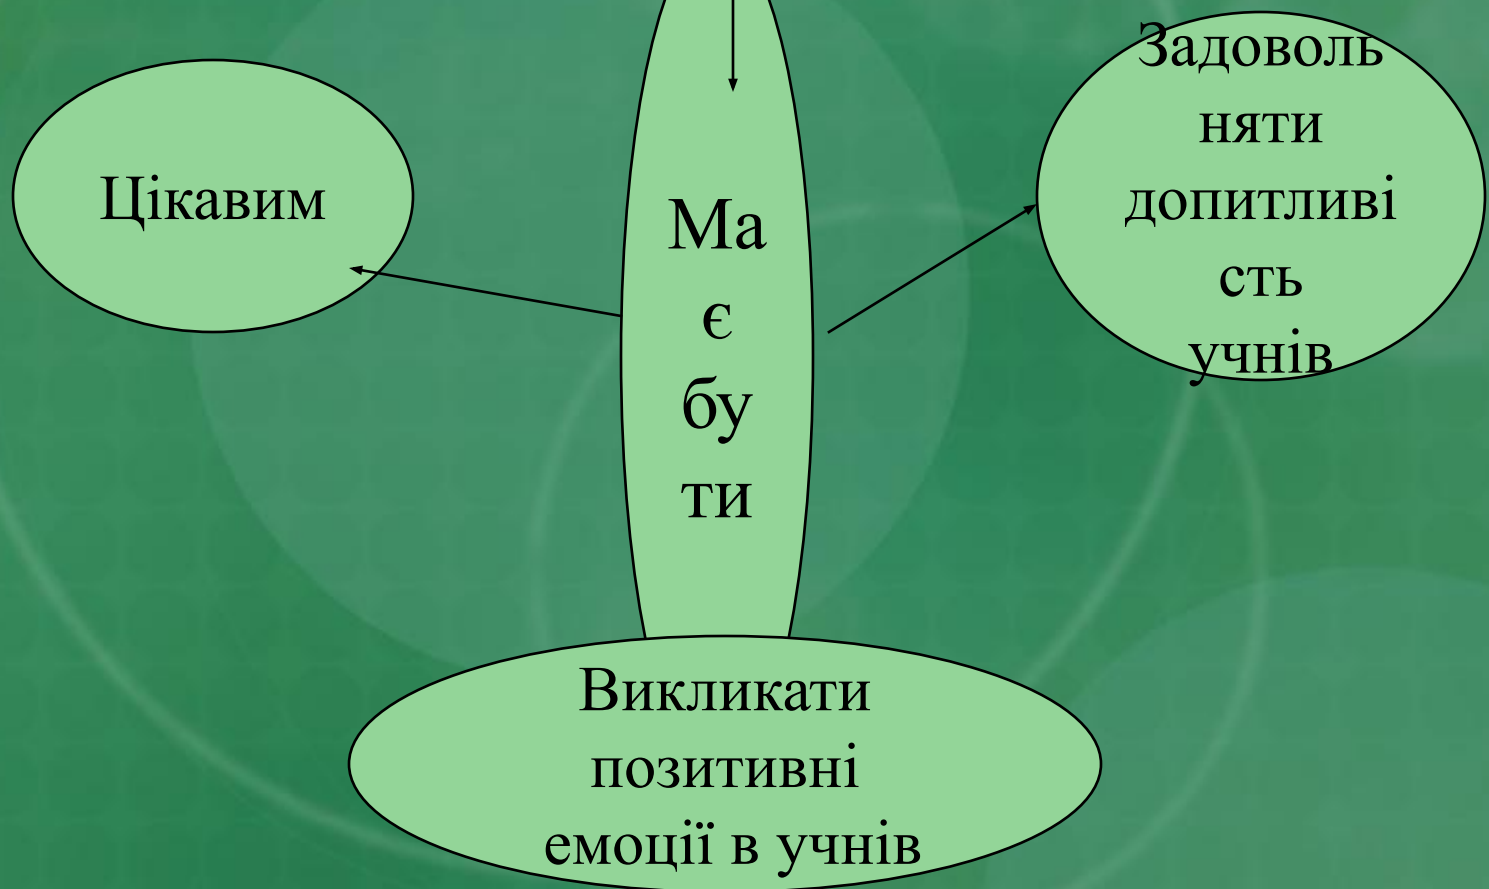 Цікавим
Ма
є
бу
ти
Задоволь
няти
допитливі
сть
учнів
Викликати
позитивні
емоції в учнів